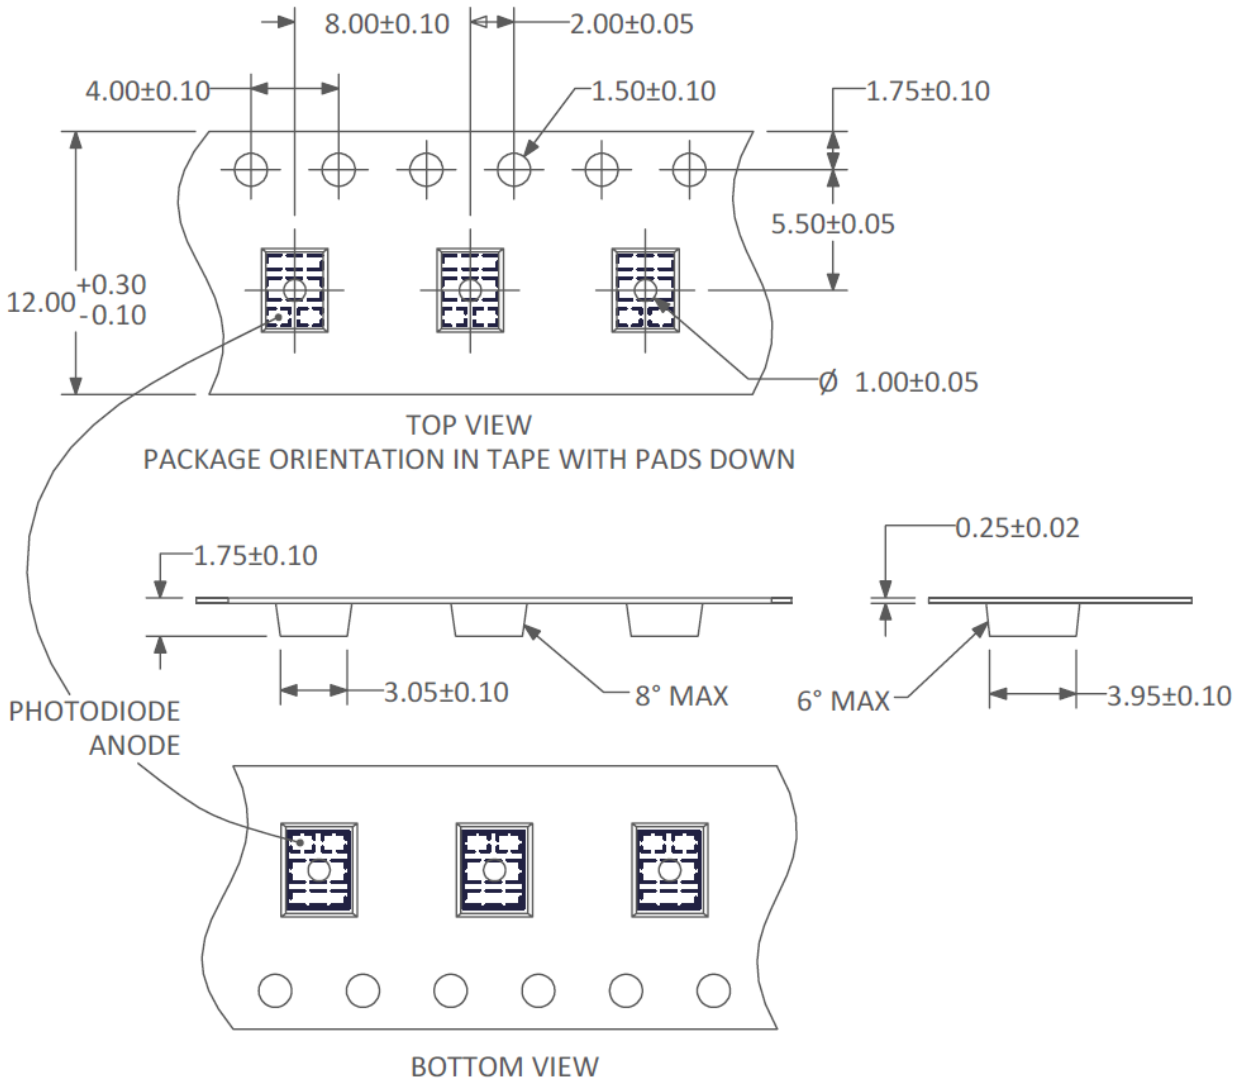 8.00±0.10
2.00±0.05
4.00±0.10
1.50±0.10
1.75±0.10
5.50±0.05
12.00 +0.30
-0.10
Ø 1.00±0.05
TOP VIEW
PACKAGE ORIENTATION IN TAPE WITH PADS DOWN
1.75±0.10
0.25±0.02
3.05±0.10
8° MAX
6° MAX
3.95±0.10
PHOTODIODE
ANODE
BOTTOM VIEW